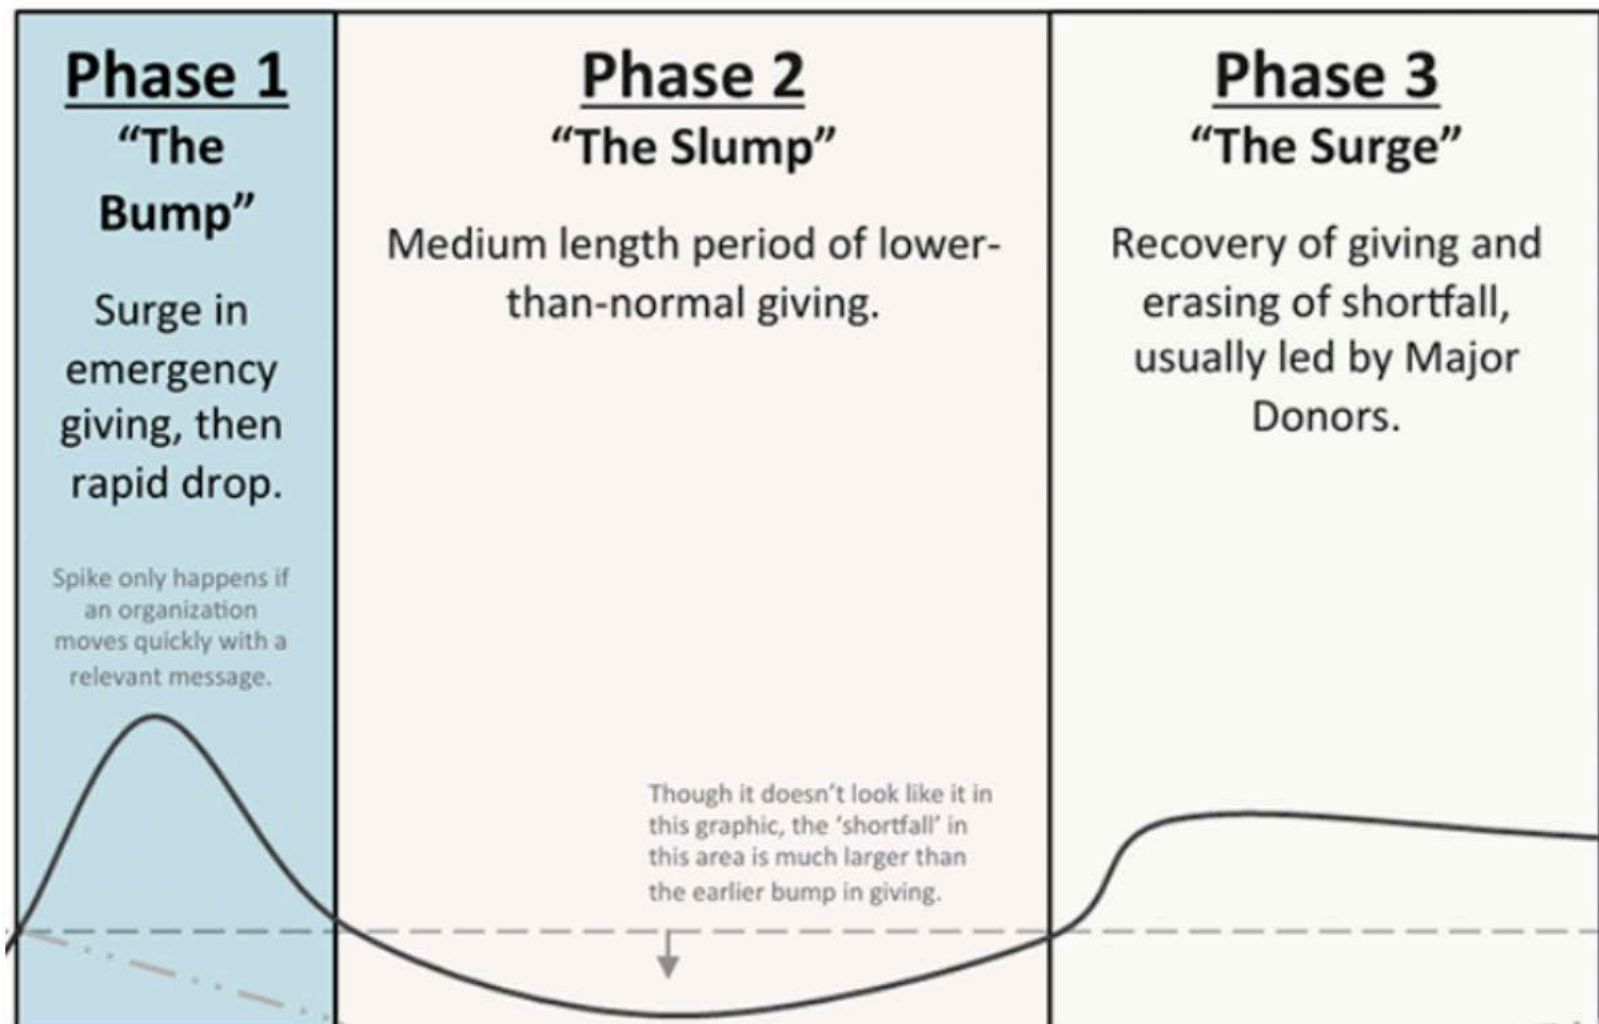 Phase 1
“The
Bump”
Surge in
emergency
giving, then
rapid drop.
Spike only happens if
an organization
moves quickly with a
relevant message.
Phase 2
“The Slump”
Medium length period of lower-
than-normal giving.
Though it doesn’t look like it in
this graphic, the ‘shortfall’ in
this area is much larger than
the earlier bump in giving.
Phase 3
“The Surge”
Recovery of giving and
erasing of shortfall,
usually led by Major
Donors.